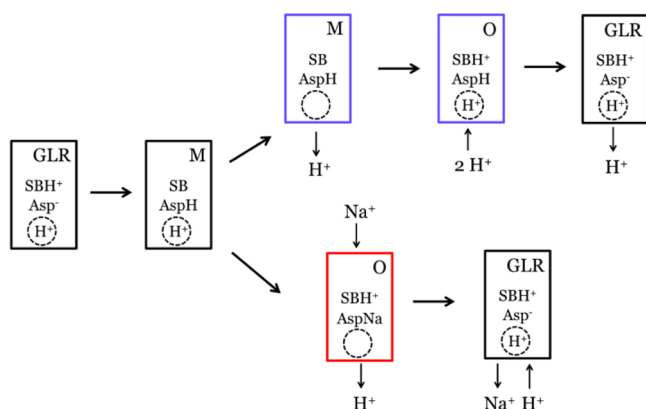 M
SB
AspH
H⁺
O
SBH⁺
AspH
H⁺
2 H⁺
GLR
SBH⁺
Asp⁻
H⁺
H⁺
GLR
SBH⁺
Asp⁻
H⁺
M
SB
AspH
H⁺
Na⁺
O
SBH⁺
AspNa
H⁺
GLR
SBH⁺
Asp⁻
H⁺
Na⁺ H⁺